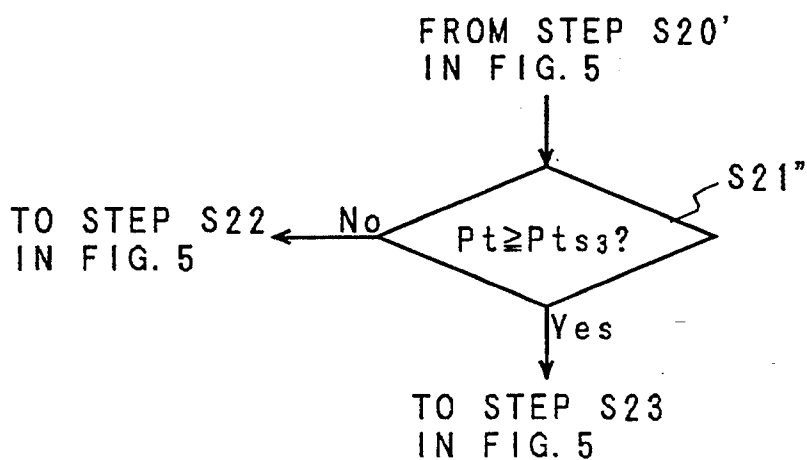 FROM STEP S20'
IN FIG. 5
S21"
TO STEP S22
IN FIG. 5
No
Pt≧Pts3?
Yes
TO STEP S23
IN FIG. 5